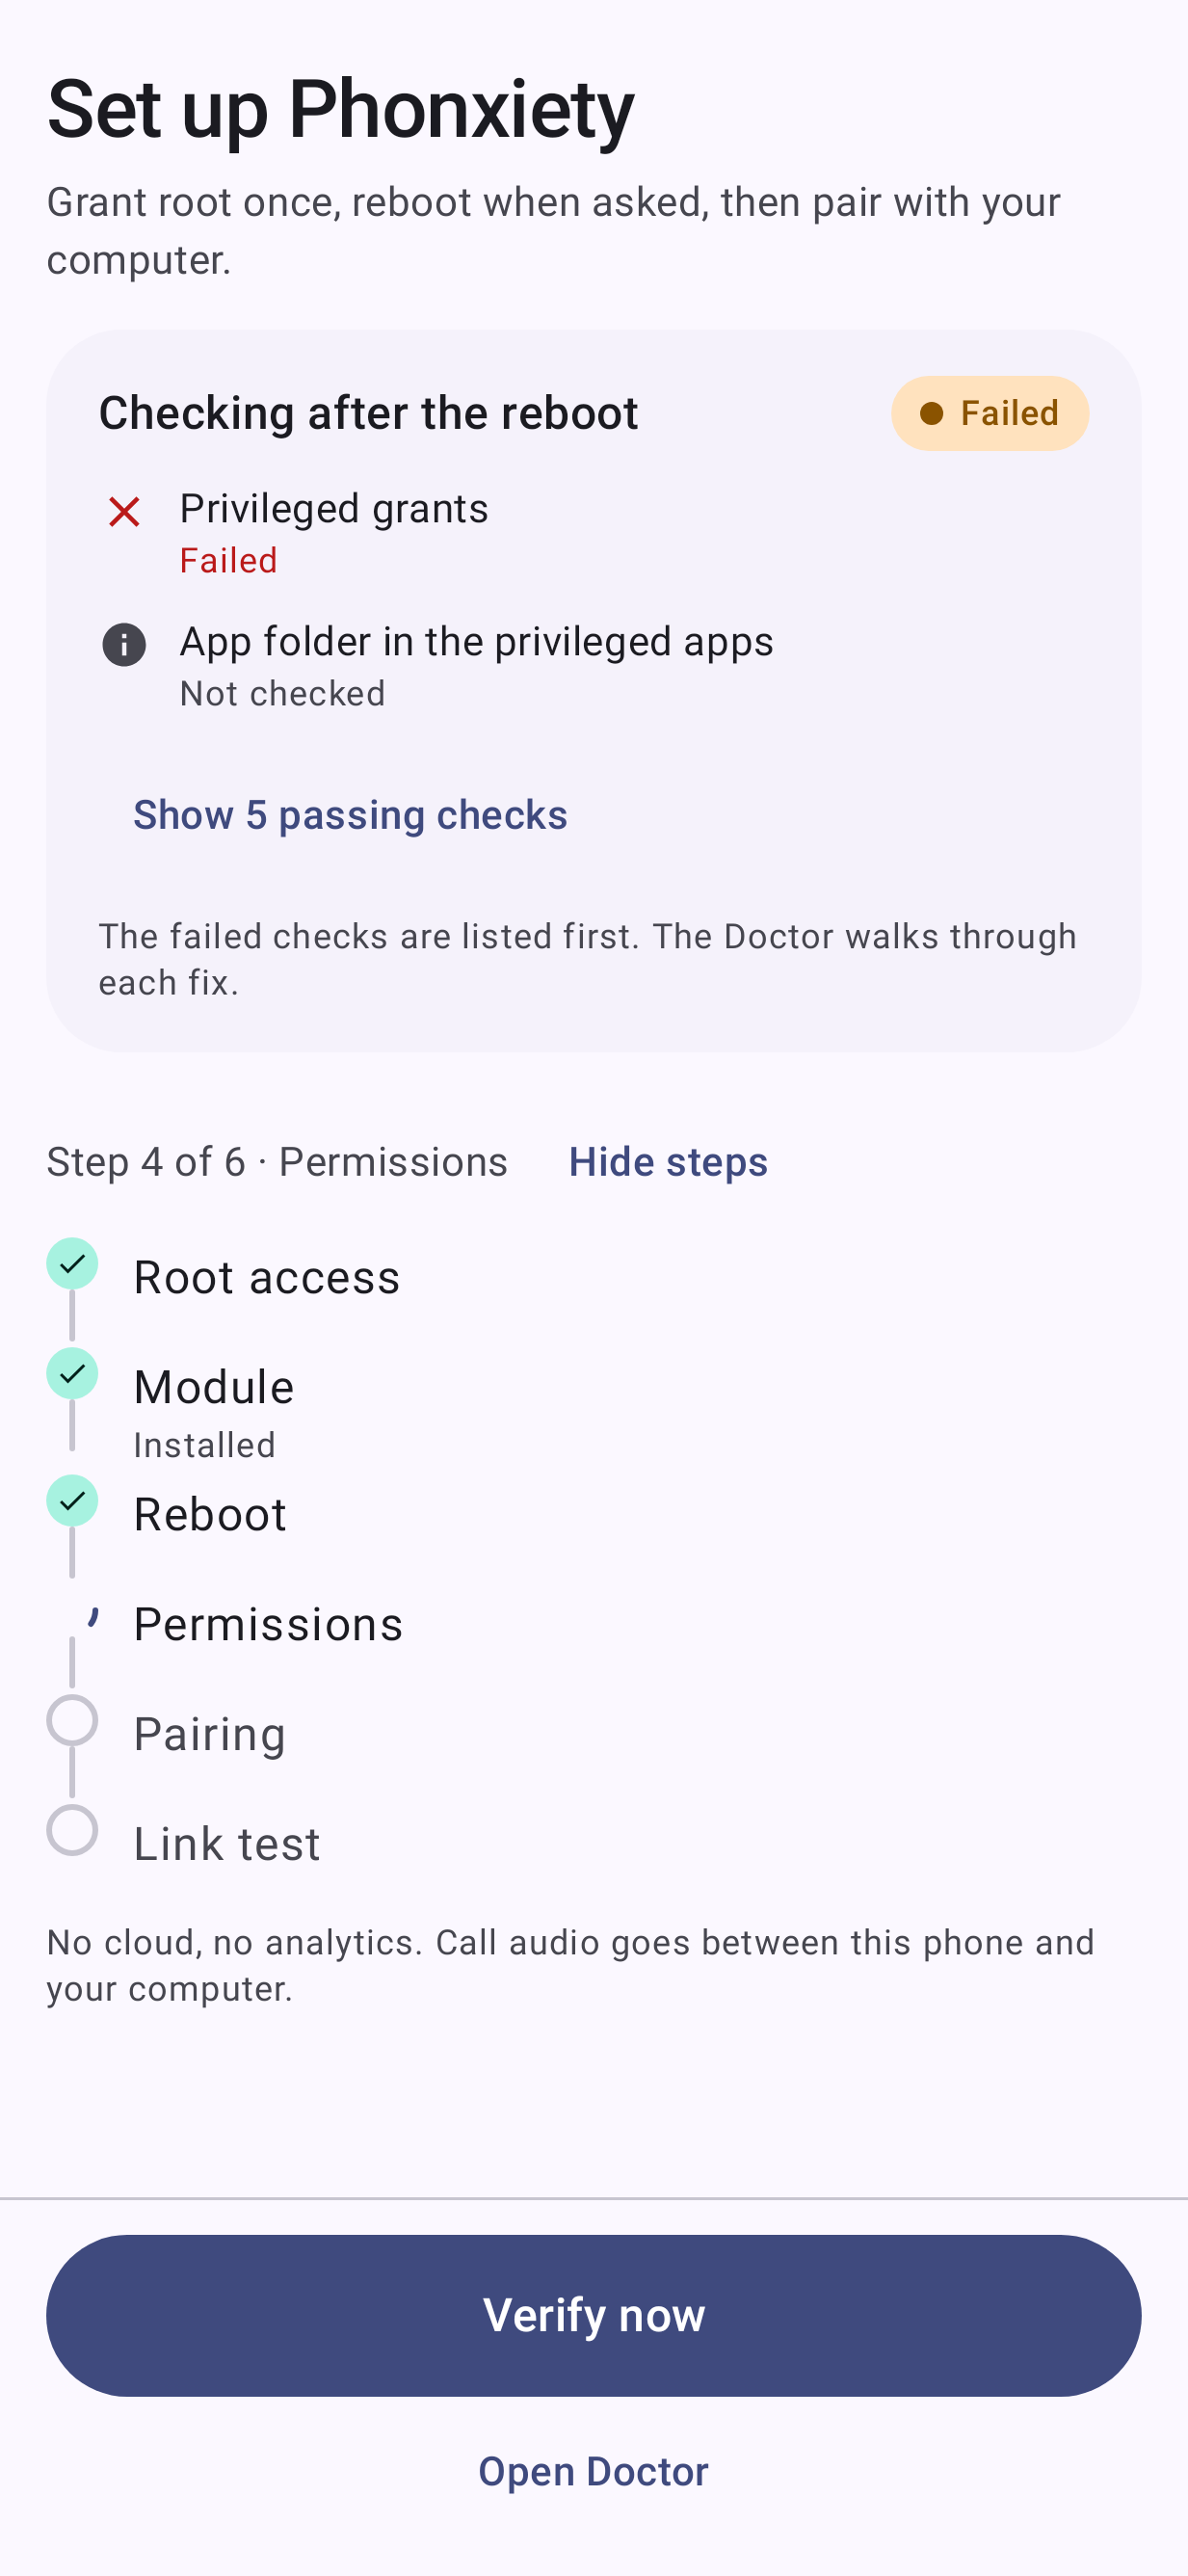 Set up Phonxiety
Grant root once, reboot when asked, then pair with your
computer.
Checking after the reboot
Failed
Privileged grants
Failed
App folder in the privileged apps
Not checked
Show 5 passing checks
The failed checks are listed first. The Doctor walks through
each fix.
Step 4 of 6 · Permissions
Hide steps
Root access
Module
Installed
Reboot
Permissions
Pairing
Link test
No cloud, no analytics. Call audio goes between this phone and
your computer.
Verify now
Open Doctor